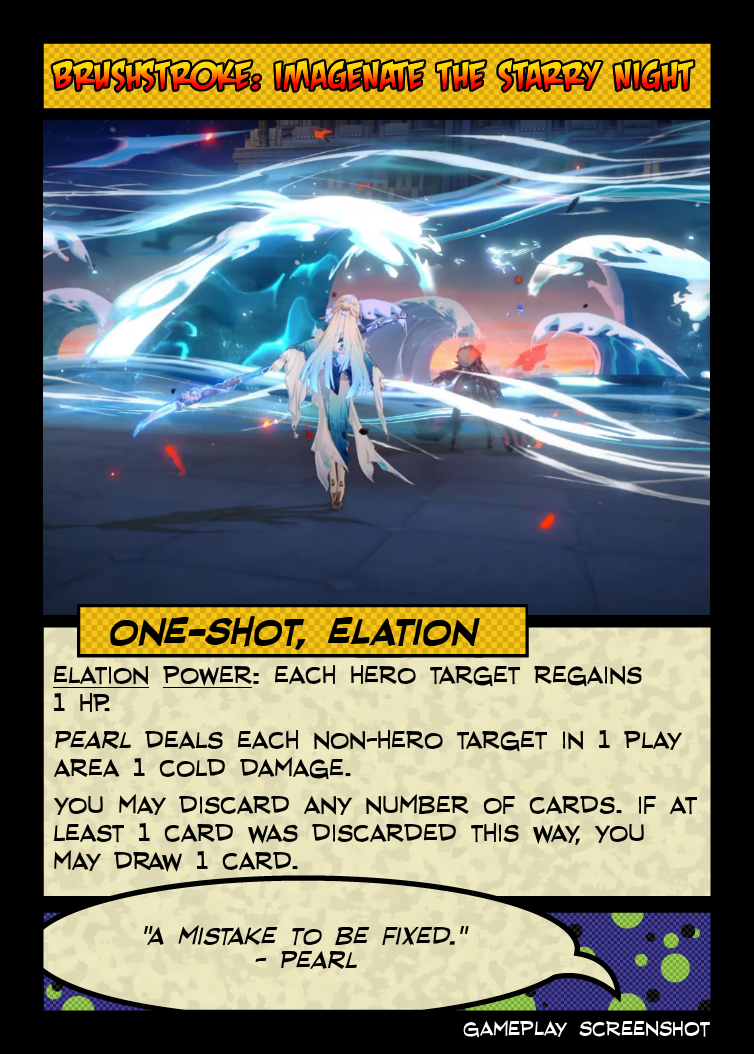 BRUSHSTROKE: IMAGENATE THE STARRY NIGHT
ONE-SHOT, ELATION
ELATION POWER: EACH HERO TARGET REGAINS
1 HP.
PEARL DEALS EACH NON-HERO TARGET IN 1 PLAY
AREA 1 COLD DAMAGE.
YOU MAY DISCARD ANY NUMBER OF CARDS. IF AT
LEAST 1 CARD WAS DISCARDED THIS WAY, YOU
MAY DRAW 1 CARD.
"A MISTAKE TO BE FIXED."
- PEARL
GAMEPLAY SCREENSHOT